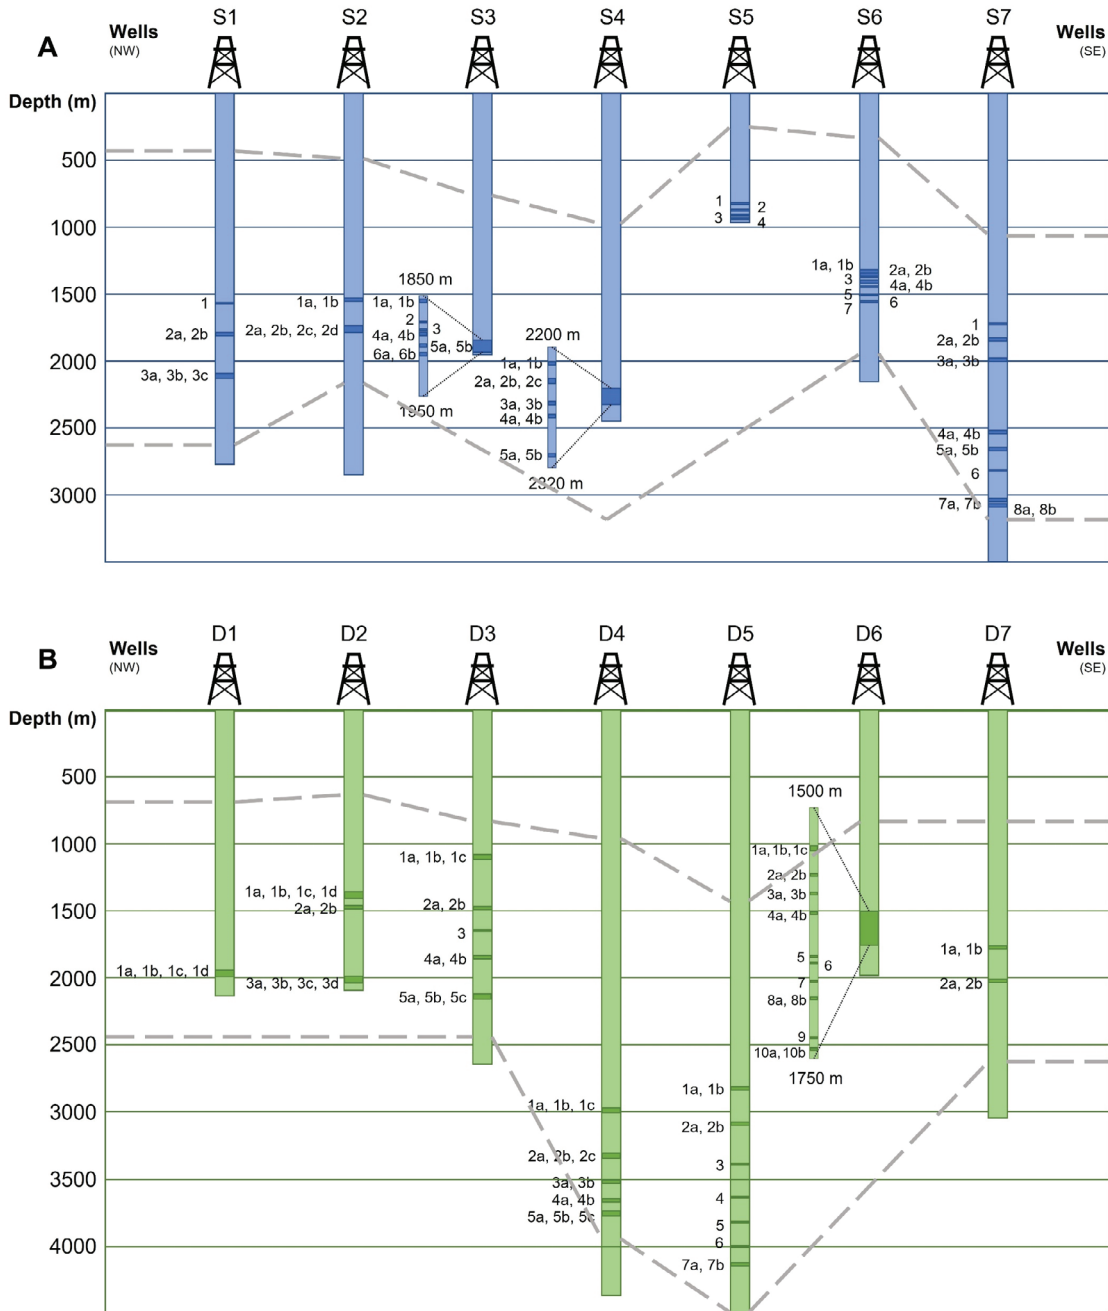 A
Wells
(NW)
S1
S2
S3
S4
S5
S6
S7
Wells
(SE)
Depth (m)
500
1000
1500
2000
2500
3000
1
2a, 2b
3a, 3b, 3c
1a, 1b
2a, 2b, 2c, 2d
1850 m
1a, 1b
2
3
4a, 4b
5a, 5b
6a, 6b
1950 m
2200 m
1a, 1b
2a, 2b, 2c
3a, 3b
4a, 4b
5a, 5b
2320 m
1
2
3
4
1a, 1b
2a, 2b
3
4a, 4b
5
6
7
1
2a, 2b
3a, 3b
4a, 4b
5a, 5b
6
7a, 7b
8a, 8b
B
Wells
(NW)
D1
D2
D3
D4
D5
D6
D7
Wells
(SE)
Depth (m)
500
1000
1500
2000
2500
3000
3500
4000
1a, 1b, 1c, 1d
1a, 1b, 1c, 1d
2a, 2b
3a, 3b, 3c, 3d
1a, 1b, 1c
2a, 2b
3
4a, 4b
5a, 5b, 5c
1a, 1b, 1c
2a, 2b, 2c
3a, 3b
4a, 4b
5a, 5b, 5c
1a, 1b
2a, 2b
3
4
5
6
7a, 7b
1500 m
1a, 1b, 1c
2a, 2b
3a, 3b
4a, 4b
5
6
7
8a, 8b
9
10a, 10b
1750 m
1a, 1b
2a, 2b